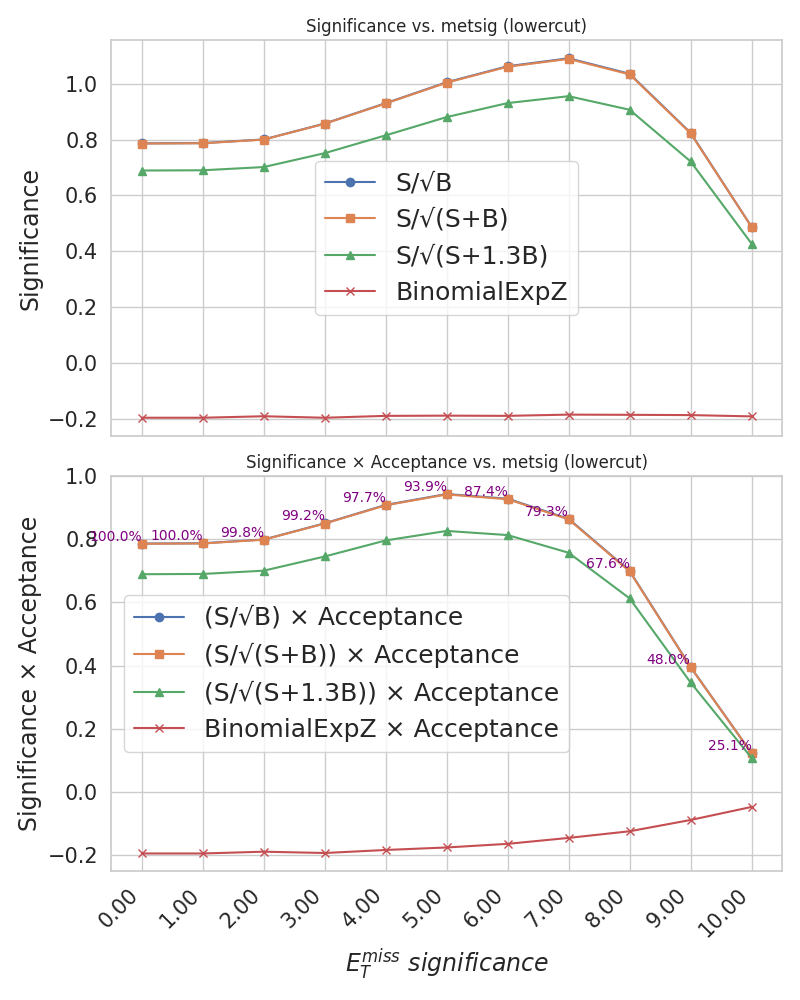 Significance vs. metsig (lowercut)
Significance
1.0
0.8
0.6
0.4
0.2
0.0
−0.2
S/√B
S/√(S+B)
S/√(S+1.3B)
BinomialExpZ
Significance × Acceptance vs. metsig (lowercut)
Significance × Acceptance
1.0
0.8
0.6
0.4
0.2
0.0
−0.2
100.0%
100.0%
99.8%
99.2%
97.7%
93.9%
87.4%
79.3%
67.6%
48.0%
25.1%
(S/√B) × Acceptance
(S/√(S+B)) × Acceptance
(S/√(S+1.3B)) × Acceptance
BinomialExpZ × Acceptance
0.00
1.00
2.00
3.00
4.00
5.00
6.00
7.00
8.00
9.00
10.00
E_T^miss significance